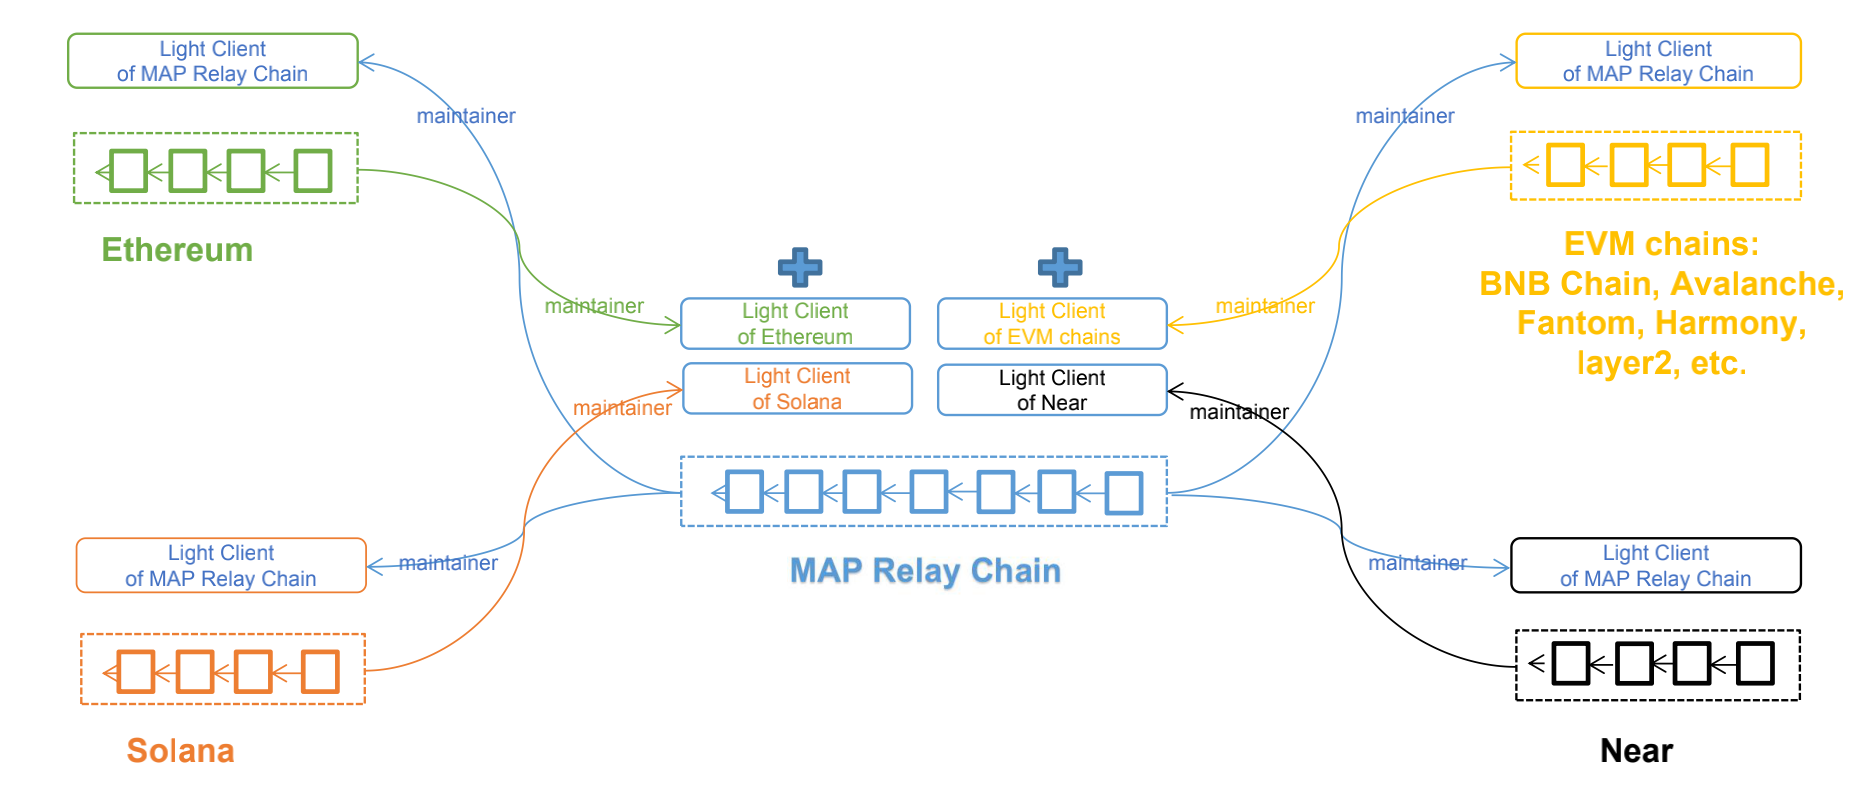 Light Client
of MAP Relay Chain
maintainer
Ethereum
Light Client
of MAP Relay Chain
maintainer
EVM chains:
BNB Chain, Avalanche,
Fantom, Harmony,
layer2, etc.
maintainer
Light Client
of Ethereum
Light Client
of EVM chains
maintainer
maintainer
Light Client
of Solana
Light Client
of Near
maintainer
MAP Relay Chain
Light Client
of MAP Relay Chain
maintainer
Solana
maintainer
Light Client
of MAP Relay Chain
Near